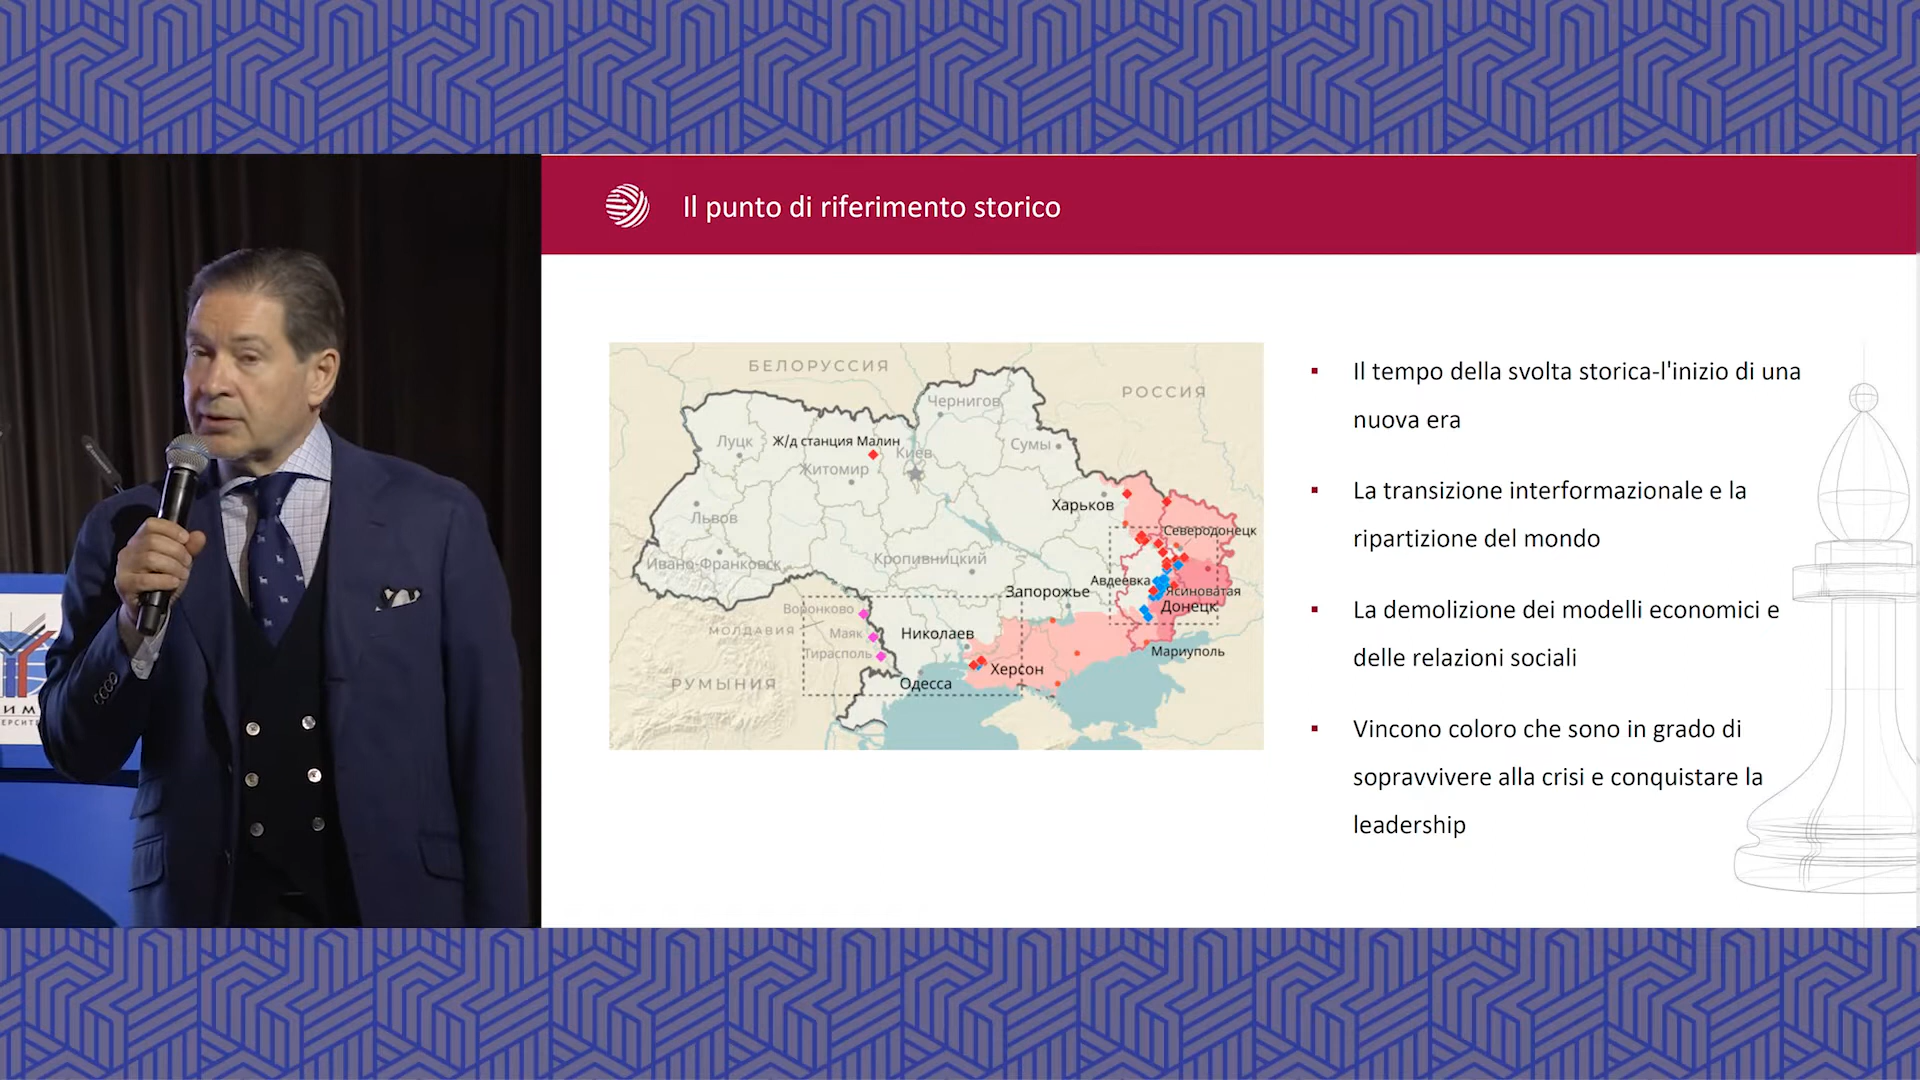 Il punto di riferimento storico
БЕЛОРУССИЯ
РОССИЯ
Чернигов
Луцк
Ж/д станция Малин
Киев
Сумы
Житомир
Харьков
Львов
Северодонецк
Ивано-Франковск
Кропивницкий
Авдеевка
Запорожье
Ясиноватая
Донецк
Воронково
МОЛДАВИЯ
Маяк
Николаев
Тирасполь
Мариуполь
Херсон
РУМЫНИЯ
Одесса
Il tempo della svolta storica-l'inizio di una
nuova era
La transizione interformazionale e la
ripartizione del mondo
La demolizione dei modelli economici e
delle relazioni sociali
Vincono coloro che sono in grado di
sopravvivere alla crisi e conquistare la
leadership